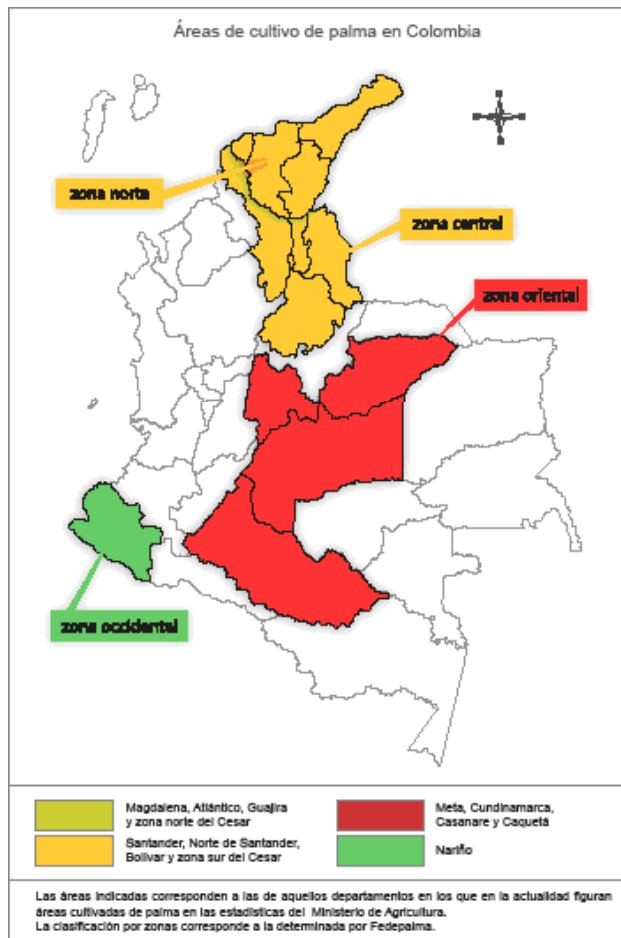 Áreas de cultivo de palma en Colombia
zona norta
zona cantral
zona oriental
zona occidental
Magdalena, Atlántico, Guajira
y zona norte del Cesar
Santander, Norte de Santander,
Bolívar y zona sur del Cesar
Meta, Cundinamarca,
Casanare y Caquetá
Nariño
Las áreas indicadas corresponden a las de aquellos departamentos en los que en la actualidad figuran
áreas cultivadas de palma en las estadísticas del Ministerio de Agricultura.
La clasificación por zonas corresponde a la determinada por Fedepalma.